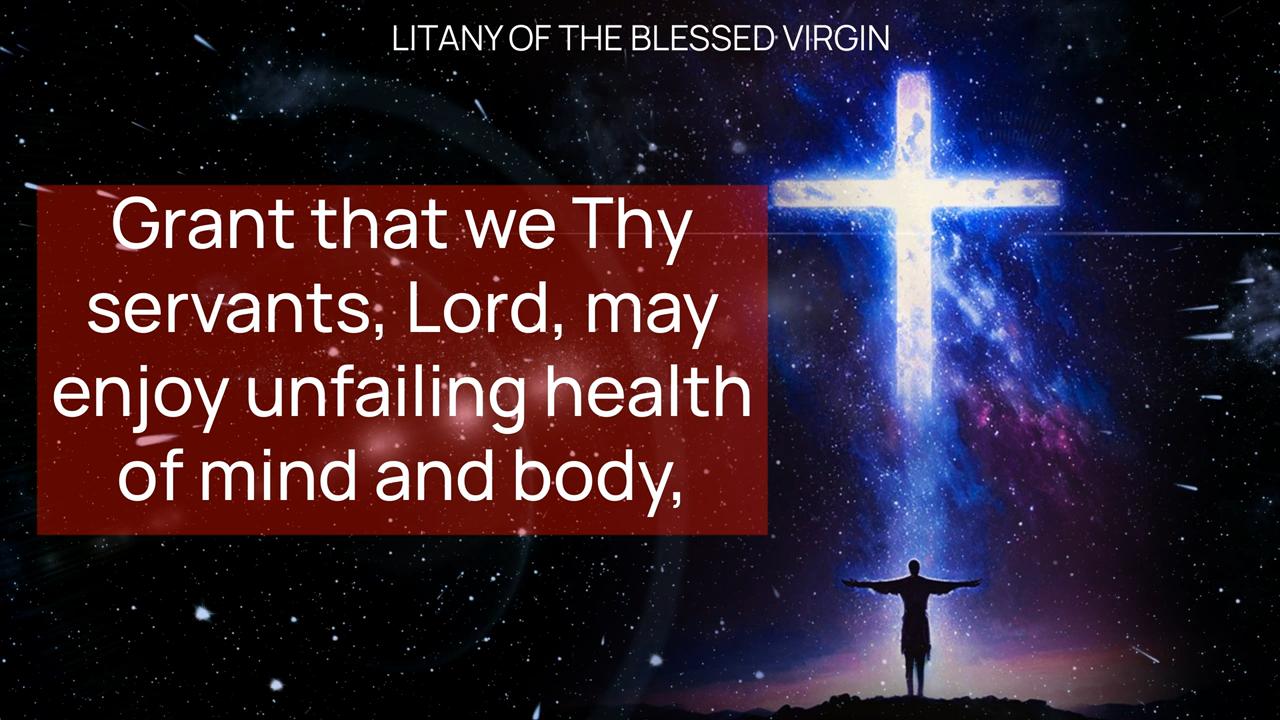 LITANY OF THE BLESSED VIRGIN
Grant that we Thy
servants, Lord, may
enjoy unfailing health
of mind and body,